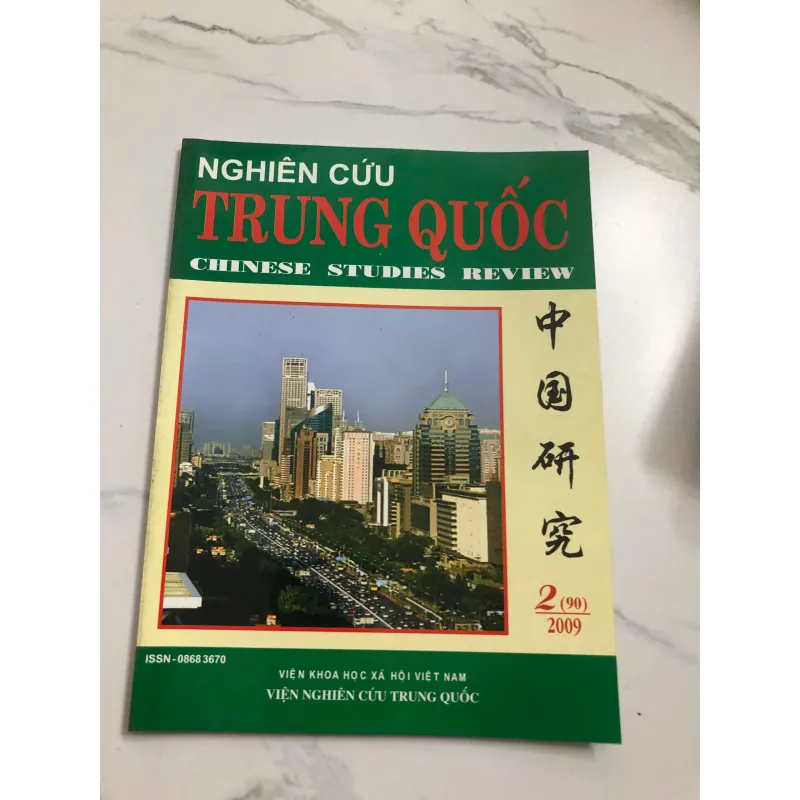 NGHIÊN CỨU
TRUNG QUỐC
CHINESE STUDIES REVIEW
中国研究
2 (90)
2009
ISSN - 0868 3670
VIỆN KHOA HỌC XÃ HỘI VIỆT NAM
VIỆN NGHIÊN CỨU TRUNG QUỐC